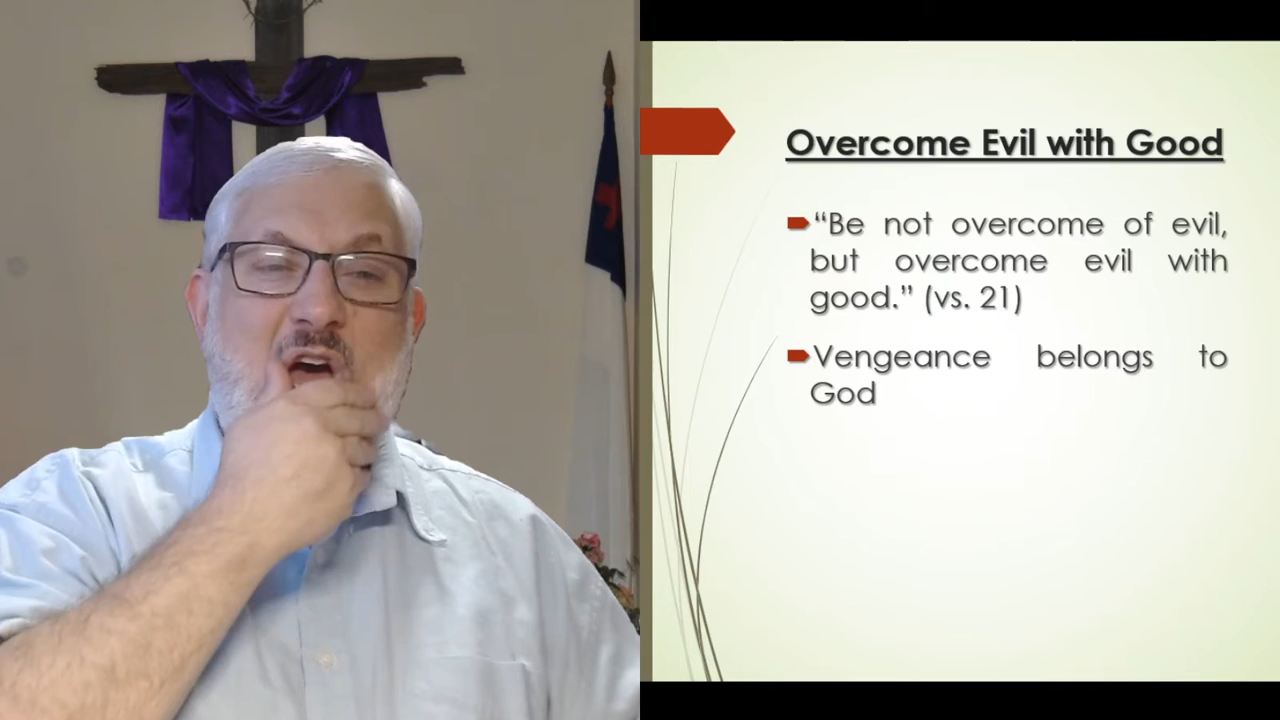 Overcome Evil with Good
“Be not overcome of evil,
but overcome evil with
good.” (vs. 21)
Vengeance belongs to
God